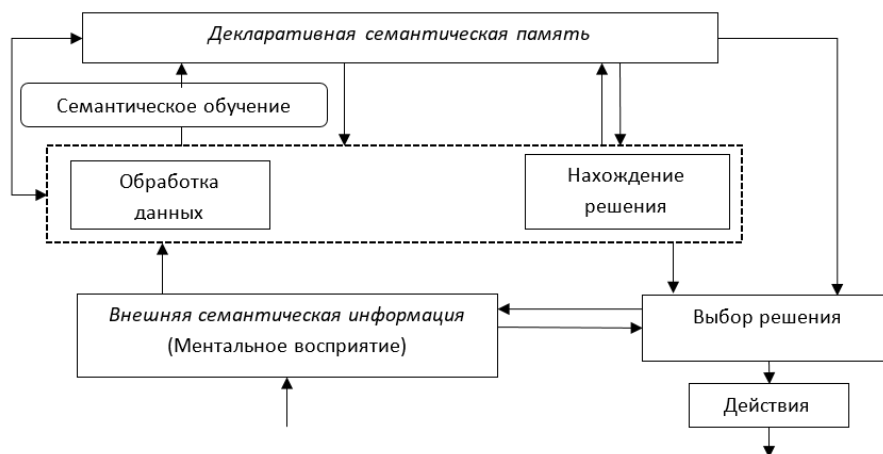 Декларативная семантическая память
Семантическое обучение
Обработка
данных
Нахождение
решения
Внешняя семантическая информация
(Ментальное восприятие)
Выбор решения
Действия